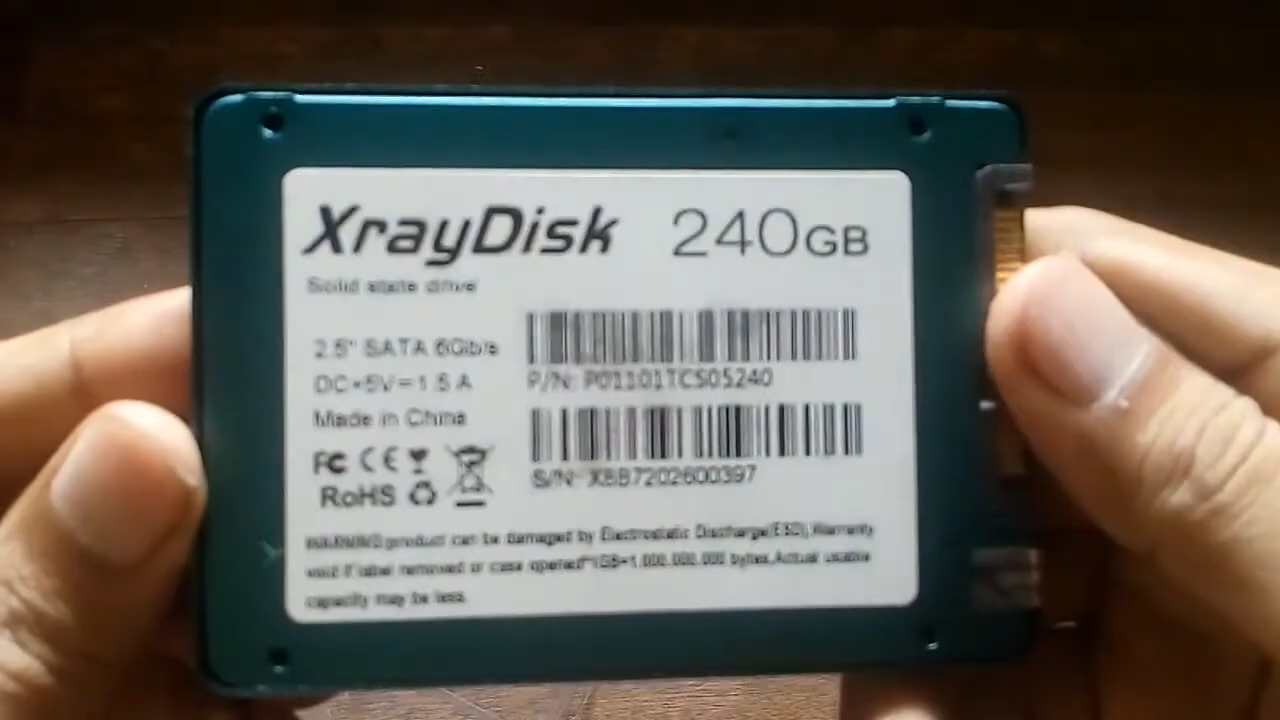 XrayDisk 240GB
Solid state drive
2.5" SATA 6Gb/s
DC+5V=1.5A
Made in China
P/N: P01101TCS05240
S/N: XBB7202600397
FC CE
RoHS
WARNING:product can be damaged by Electrostatic Discharge(ESD),Warranty
void if label removed or case opened*1GB=1,000,000,000 bytes,Actual usable
capacity may be less.